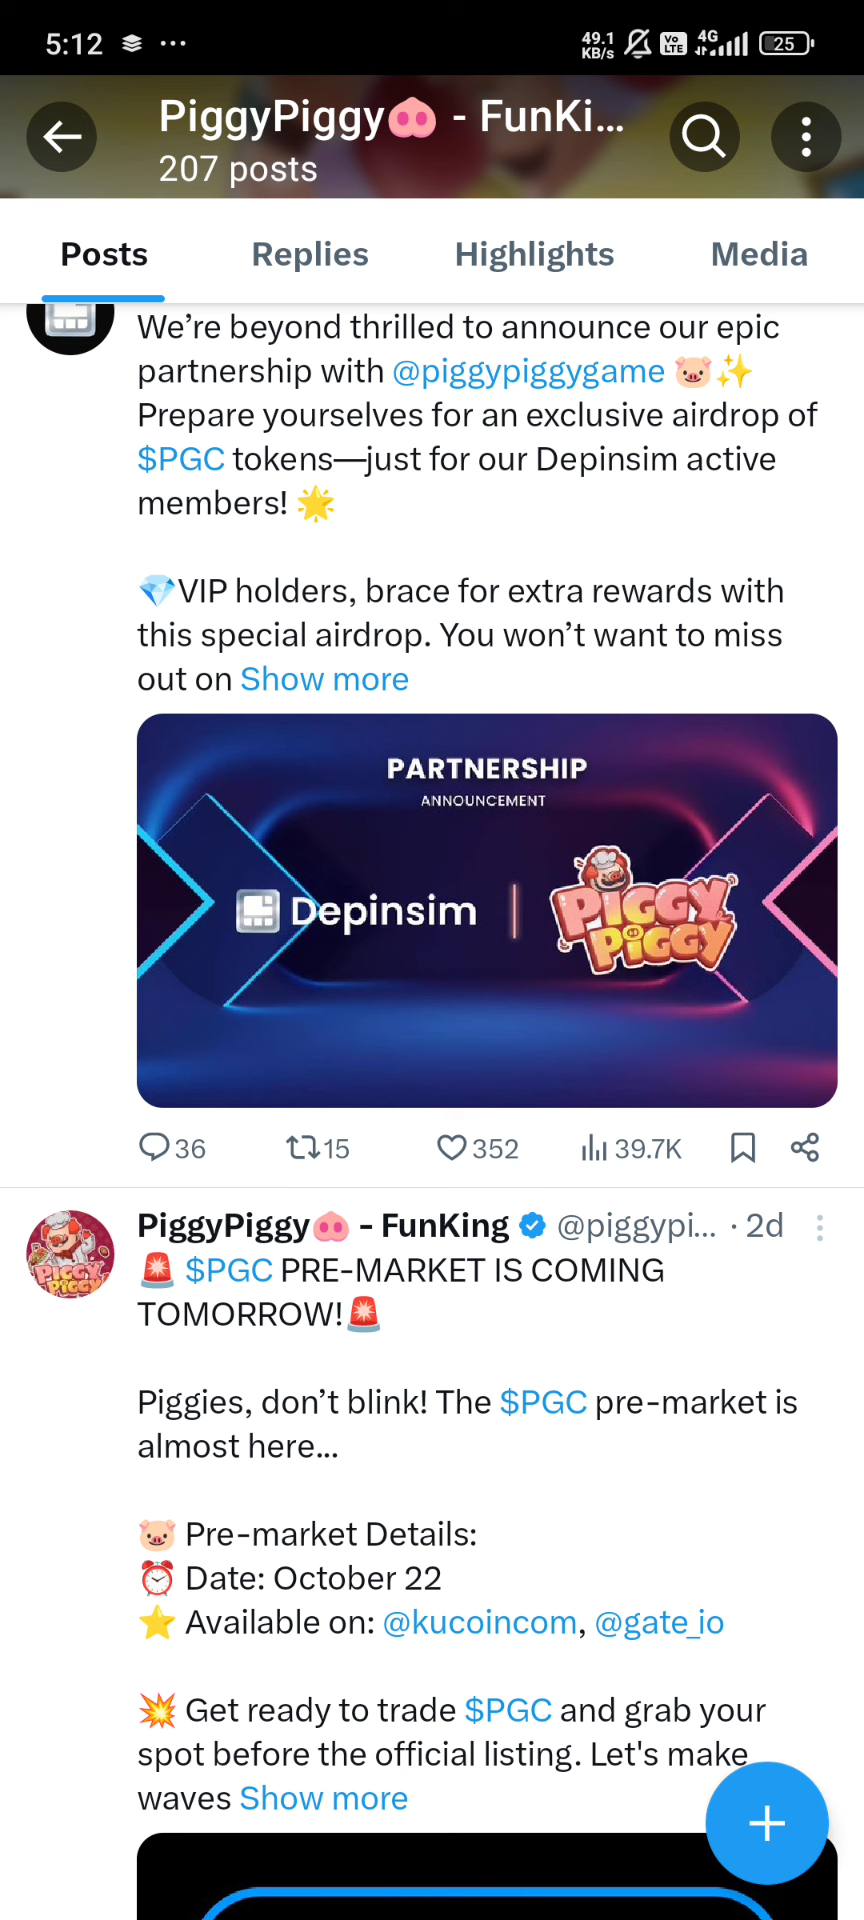 5:12
49.1
KB/s
Vo
LTE
4G
25
PiggyPiggy🐽 - FunKi...
207 posts
Posts Replies Highlights Media
We’re beyond thrilled to announce our epic
partnership with @piggypiggygame 🐷✨
Prepare yourselves for an exclusive airdrop of
$PGC tokens—just for our Depinsim active
members! 🌟
💎VIP holders, brace for extra rewards with
this special airdrop. You won’t want to miss
out on Show more
PARTNERSHIP
ANNOUNCEMENT
Depinsim
PIGGY
PIGGY
36 15 352 39.7K
PIGGY
PIGGY
PiggyPiggy🐽 - FunKing @piggypi... · 2d
🚨 $PGC PRE-MARKET IS COMING
TOMORROW!🚨
Piggies, don’t blink! The $PGC pre-market is
almost here...
🐷 Pre-market Details:
⏰ Date: October 22
⭐ Available on: @kucoincom, @gate_io
💥 Get ready to trade $PGC and grab your
spot before the official listing. Let's make
waves Show more